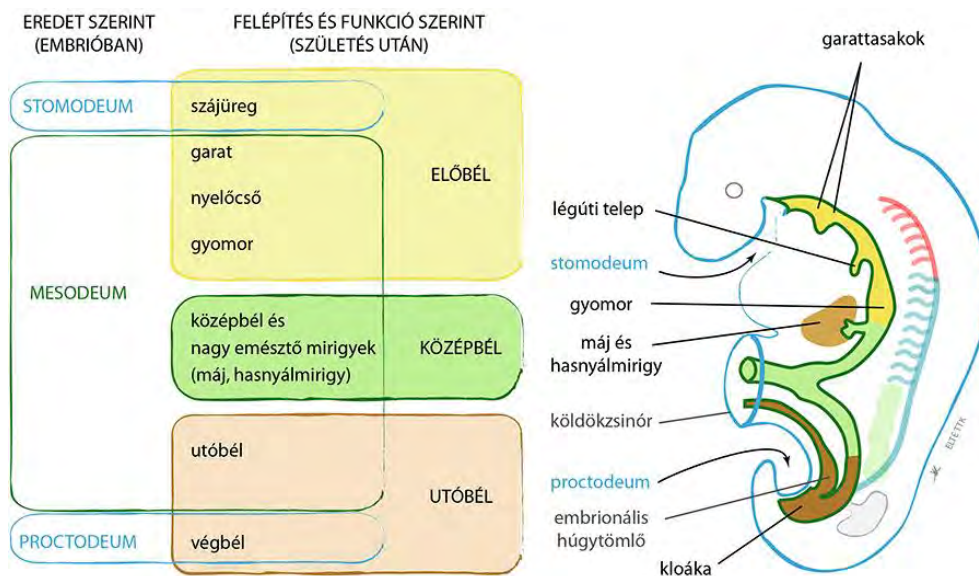 EREDET SZERINT
(EMBRIÓBAN)
FELÉPÍTÉS ÉS FUNKCIÓ SZERINT
(SZÜLETÉS UTÁN)
STOMODEUM
szájüreg
garat
nyelőcső
gyomor
ELŐBÉL
MESODEUM
középbél és
nagy emésztő mirigyek
(máj, hasnyálmirigy)
KÖZÉPBÉL
utóbél
UTÓBÉL
PROCTODEUM
végbél
garattasakok
légúti telep
stomodeum
gyomor
máj és
hasnyálmirigy
köldökzsinór
proctodeum
embrionális
húgytömlő
kloáka
ELTE TTK